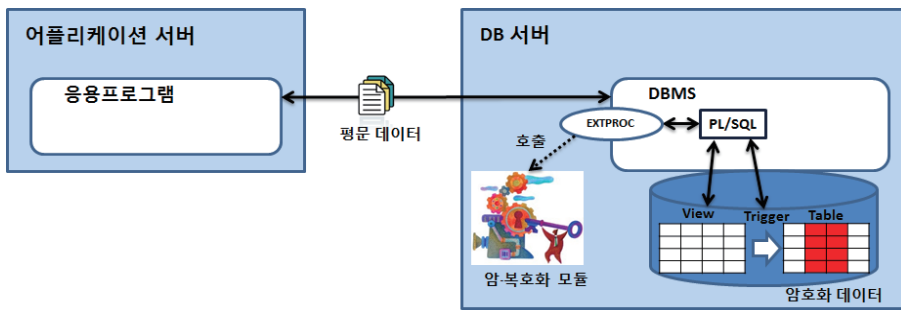 어플리케이션 서버
응용프로그램
평문 데이터
DB 서버
DBMS
EXTPROC
PL/SQL
호출
암·복호화 모듈
View
Trigger
Table
암호화 데이터